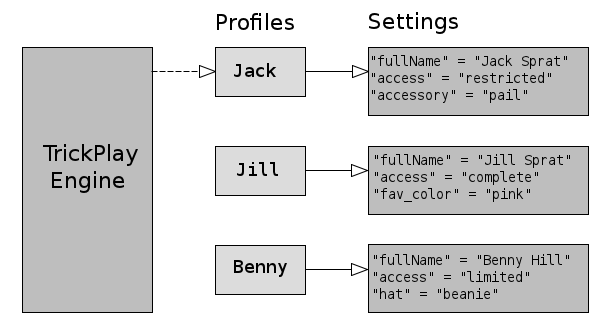 Profiles
Settings
TrickPlay
Engine
Jack
"fullName" = "Jack Sprat"
"access" = "restricted"
"accessory" = "pail"
Jill
"fullName" = "Jill Sprat"
"access" = "complete"
"fav_color" = "pink"
Benny
"fullName" = "Benny Hill"
"access" = "limited"
"hat" = "beanie"